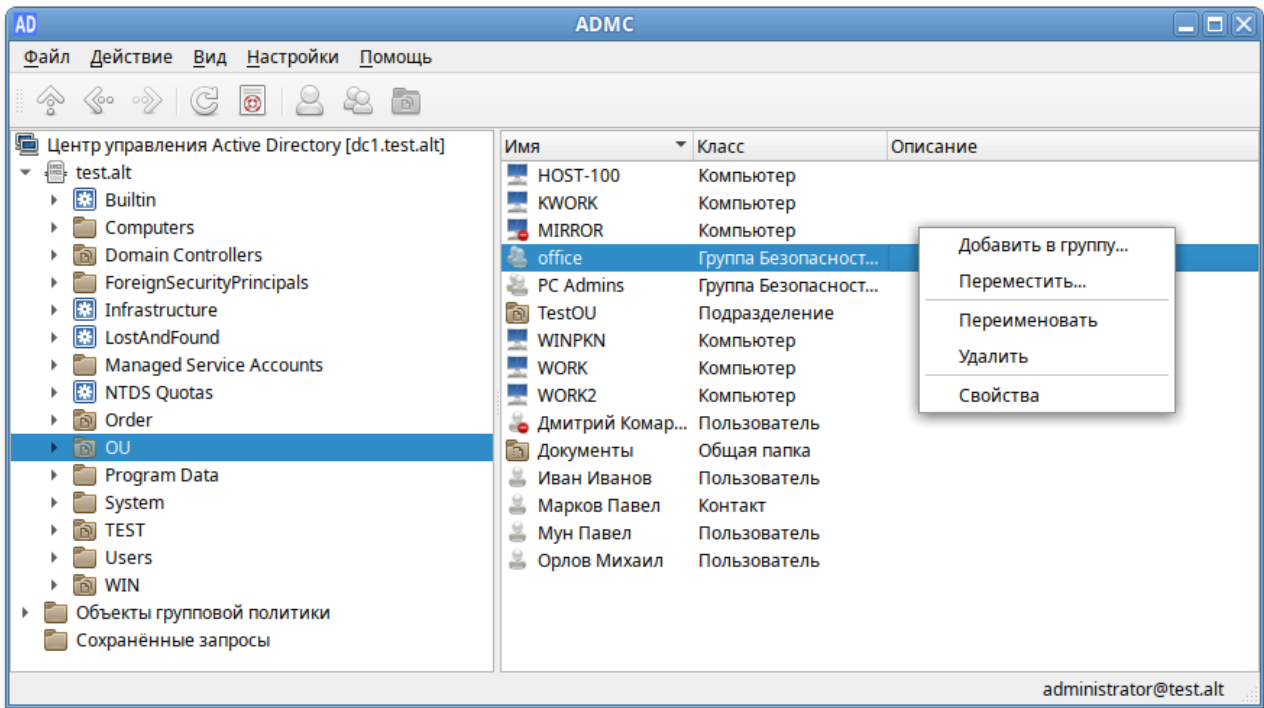 AD ADMC
Файл Действие Вид Настройки Помощь
Центр управления Active Directory [dc1.test.alt]
test.alt
Builtin
Computers
Domain Controllers
ForeignSecurityPrincipals
Infrastructure
LostAndFound
Managed Service Accounts
NTDS Quotas
Order
OU
Program Data
System
TEST
Users
WIN
Объекты групповой политики
Сохранённые запросы
Имя Класс Описание
HOST-100 Компьютер
KWORK Компьютер
MIRROR Компьютер
office Группа Безопасност...
PC Admins Группа Безопасност...
TestOU Подразделение
WINPKN Компьютер
WORK Компьютер
WORK2 Компьютер
Дмитрий Комар... Пользователь
Документы Общая папка
Иван Иванов Пользователь
Марков Павел Контакт
Мун Павел Пользователь
Орлов Михаил Пользователь
Добавить в группу...
Переместить...
Переименовать
Удалить
Свойства
administrator@test.alt